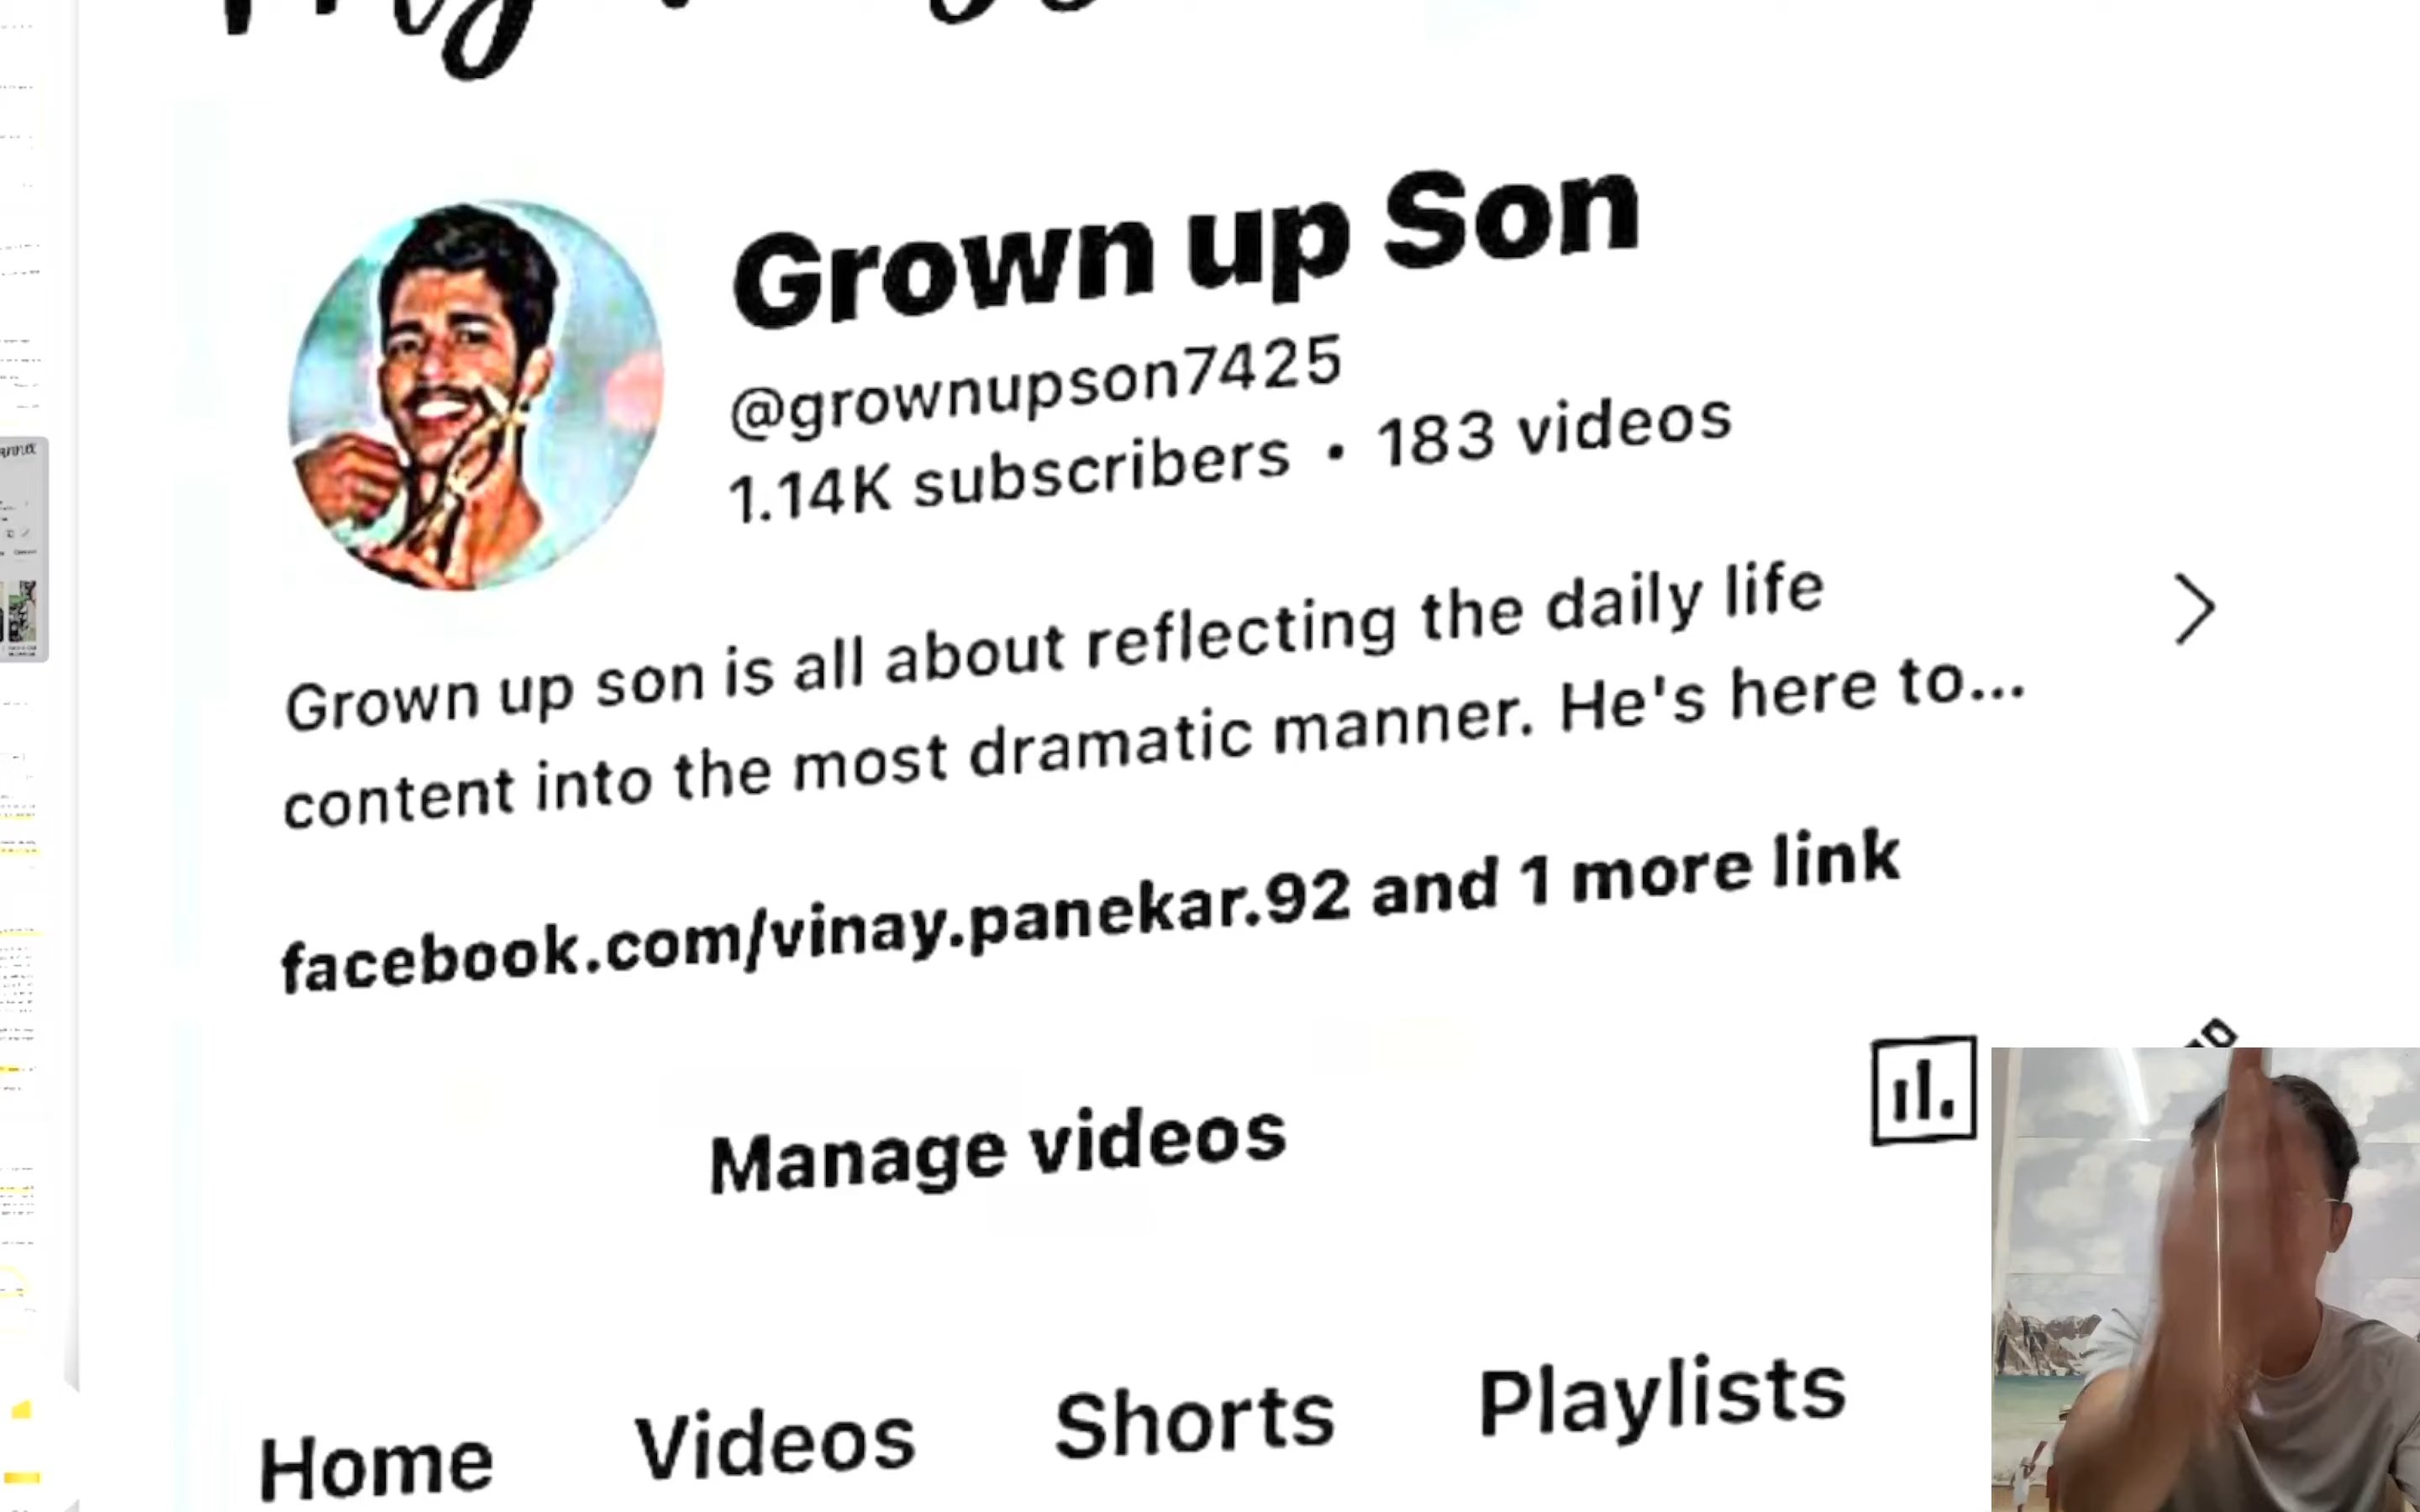 Grown up Son
@grownupson7425
1.14K subscribers • 183 videos
Grown up son is all about reflecting the daily life
content into the most dramatic manner. He's here to...
facebook.com/vinay.panekar.92 and 1 more link
Manage videos
Home Videos Shorts Playlists